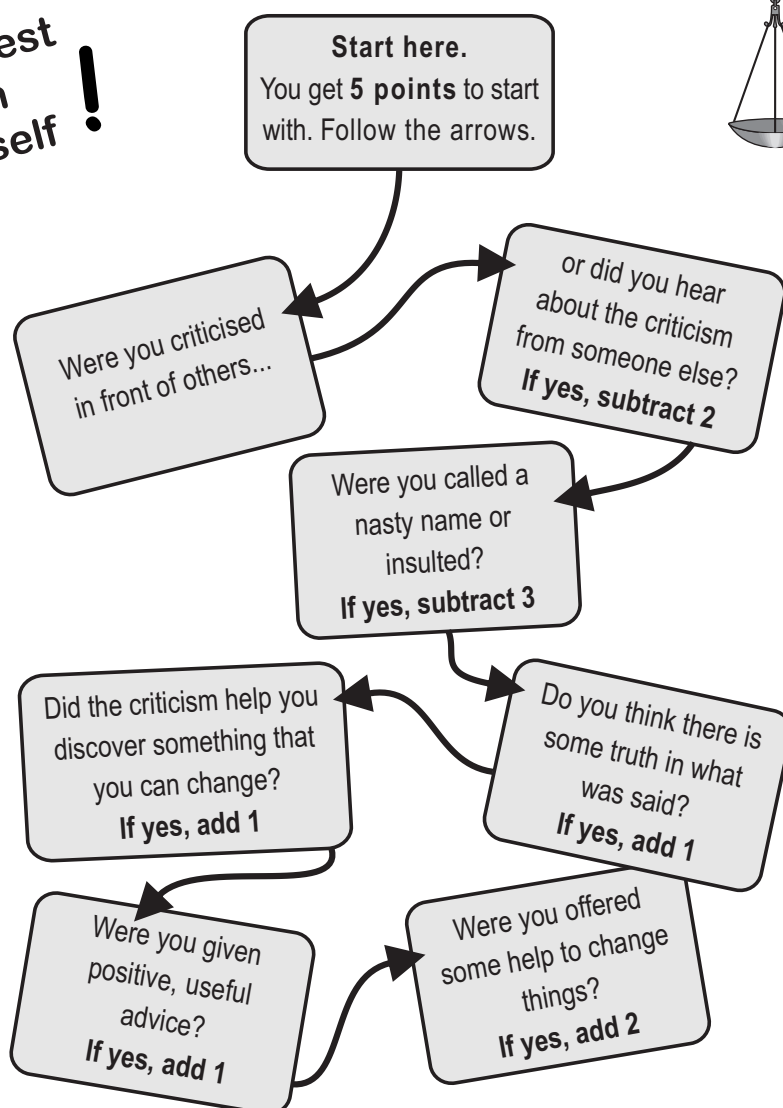 !
Start here.
You get 5 points to start
with. Follow the arrows.
Were you criticised
in front of others...
or did you hear
about the criticism
from someone else?
If yes, subtract 2
Were you called a
nasty name or
insulted?
If yes, subtract 3
Do you think there is
some truth in what
was said?
If yes, add 1
Did the criticism help you
discover something that
you can change?
If yes, add 1
Were you given
positive, useful
advice?
If yes, add 1
Were you offered
some help to change
things?
If yes, add 2